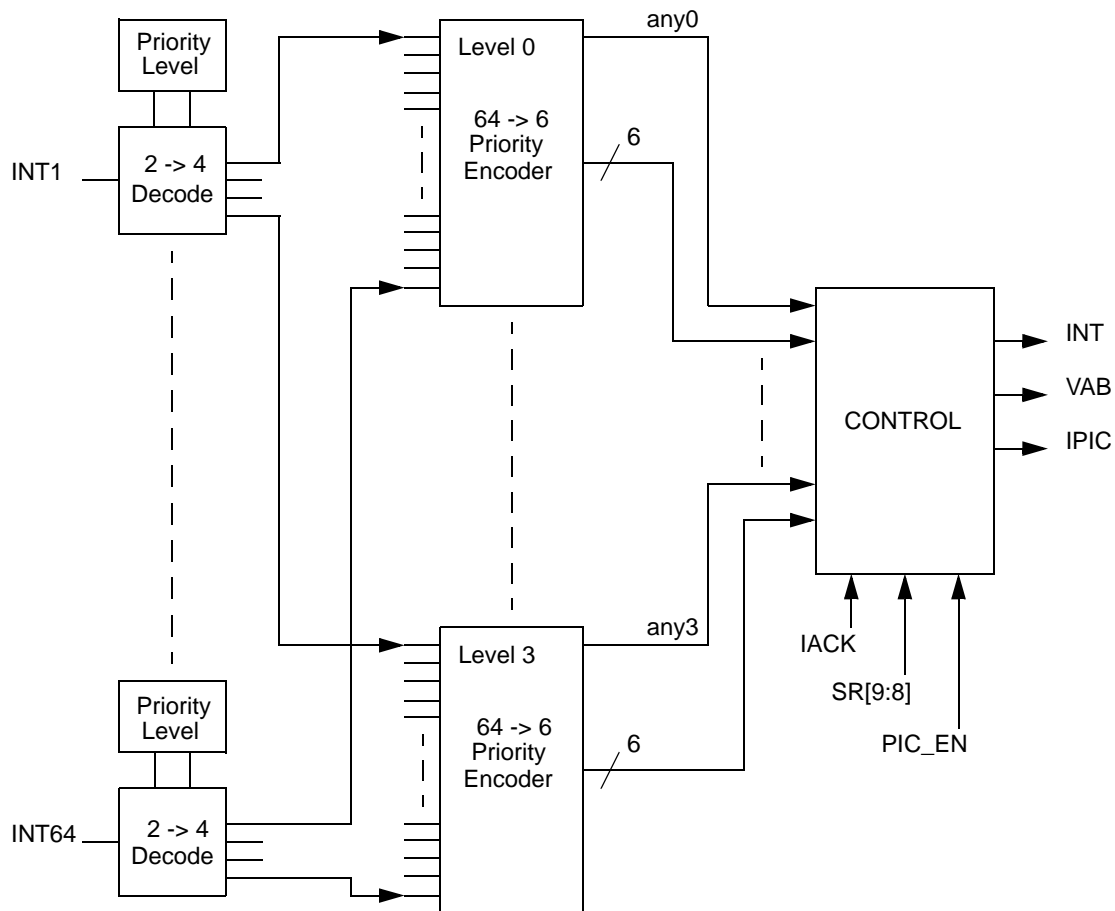 Priority
Level
INT1
2 -> 4
Decode
Level 0
64 -> 6
Priority
Encoder
any0
6
CONTROL
INT
VAB
IPIC
IACK
SR[9:8]
PIC_EN
Priority
Level
INT64
2 -> 4
Decode
Level 3
64 -> 6
Priority
Encoder
any3
6